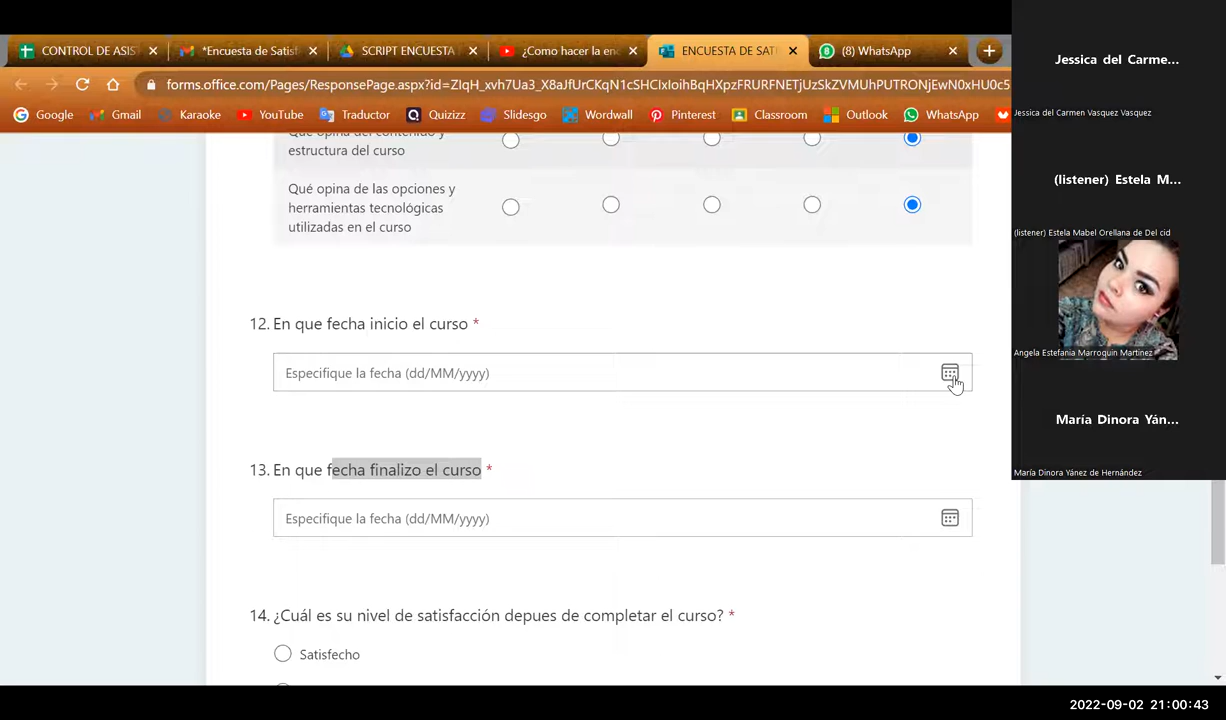 CONTROL DE ASIS
*Encuesta de Satisf
SCRIPT ENCUESTA
¿Como hacer la enc
ENCUESTA DE SATI
(8) WhatsApp
forms.office.com/Pages/ResponsePage.aspx?id=ZIqH_xvh7Ua3_X8aJfUrCKqN1cSHCIxIoihBqHXpzFRURFNETjUzSkZVMUhPUTRONjEwN0xHU0c5
Google
Gmail
Karaoke
YouTube
Traductor
Quizizz
Slidesgo
Wordwall
Pinterest
Classroom
Outlook
WhatsApp
Qué opina del contenido y
estructura del curso
Qué opina de las opciones y
herramientas tecnológicas
utilizadas en el curso
12. En que fecha inicio el curso *
Especifique la fecha (dd/MM/yyyy)
13. En que fecha finalizo el curso *
Especifique la fecha (dd/MM/yyyy)
14. ¿Cuál es su nivel de satisfacción depues de completar el curso? *
Satisfecho
Jessica del Carme...
Jessica del Carmen Vasquez Vasquez
(listener) Estela M...
(listener) Estela Mabel Orellana de Del cid
Angela Estefania Marroquin Martinez
María Dinora Yán...
María Dinora Yánez de Hernández
2022-09-02 21:00:43